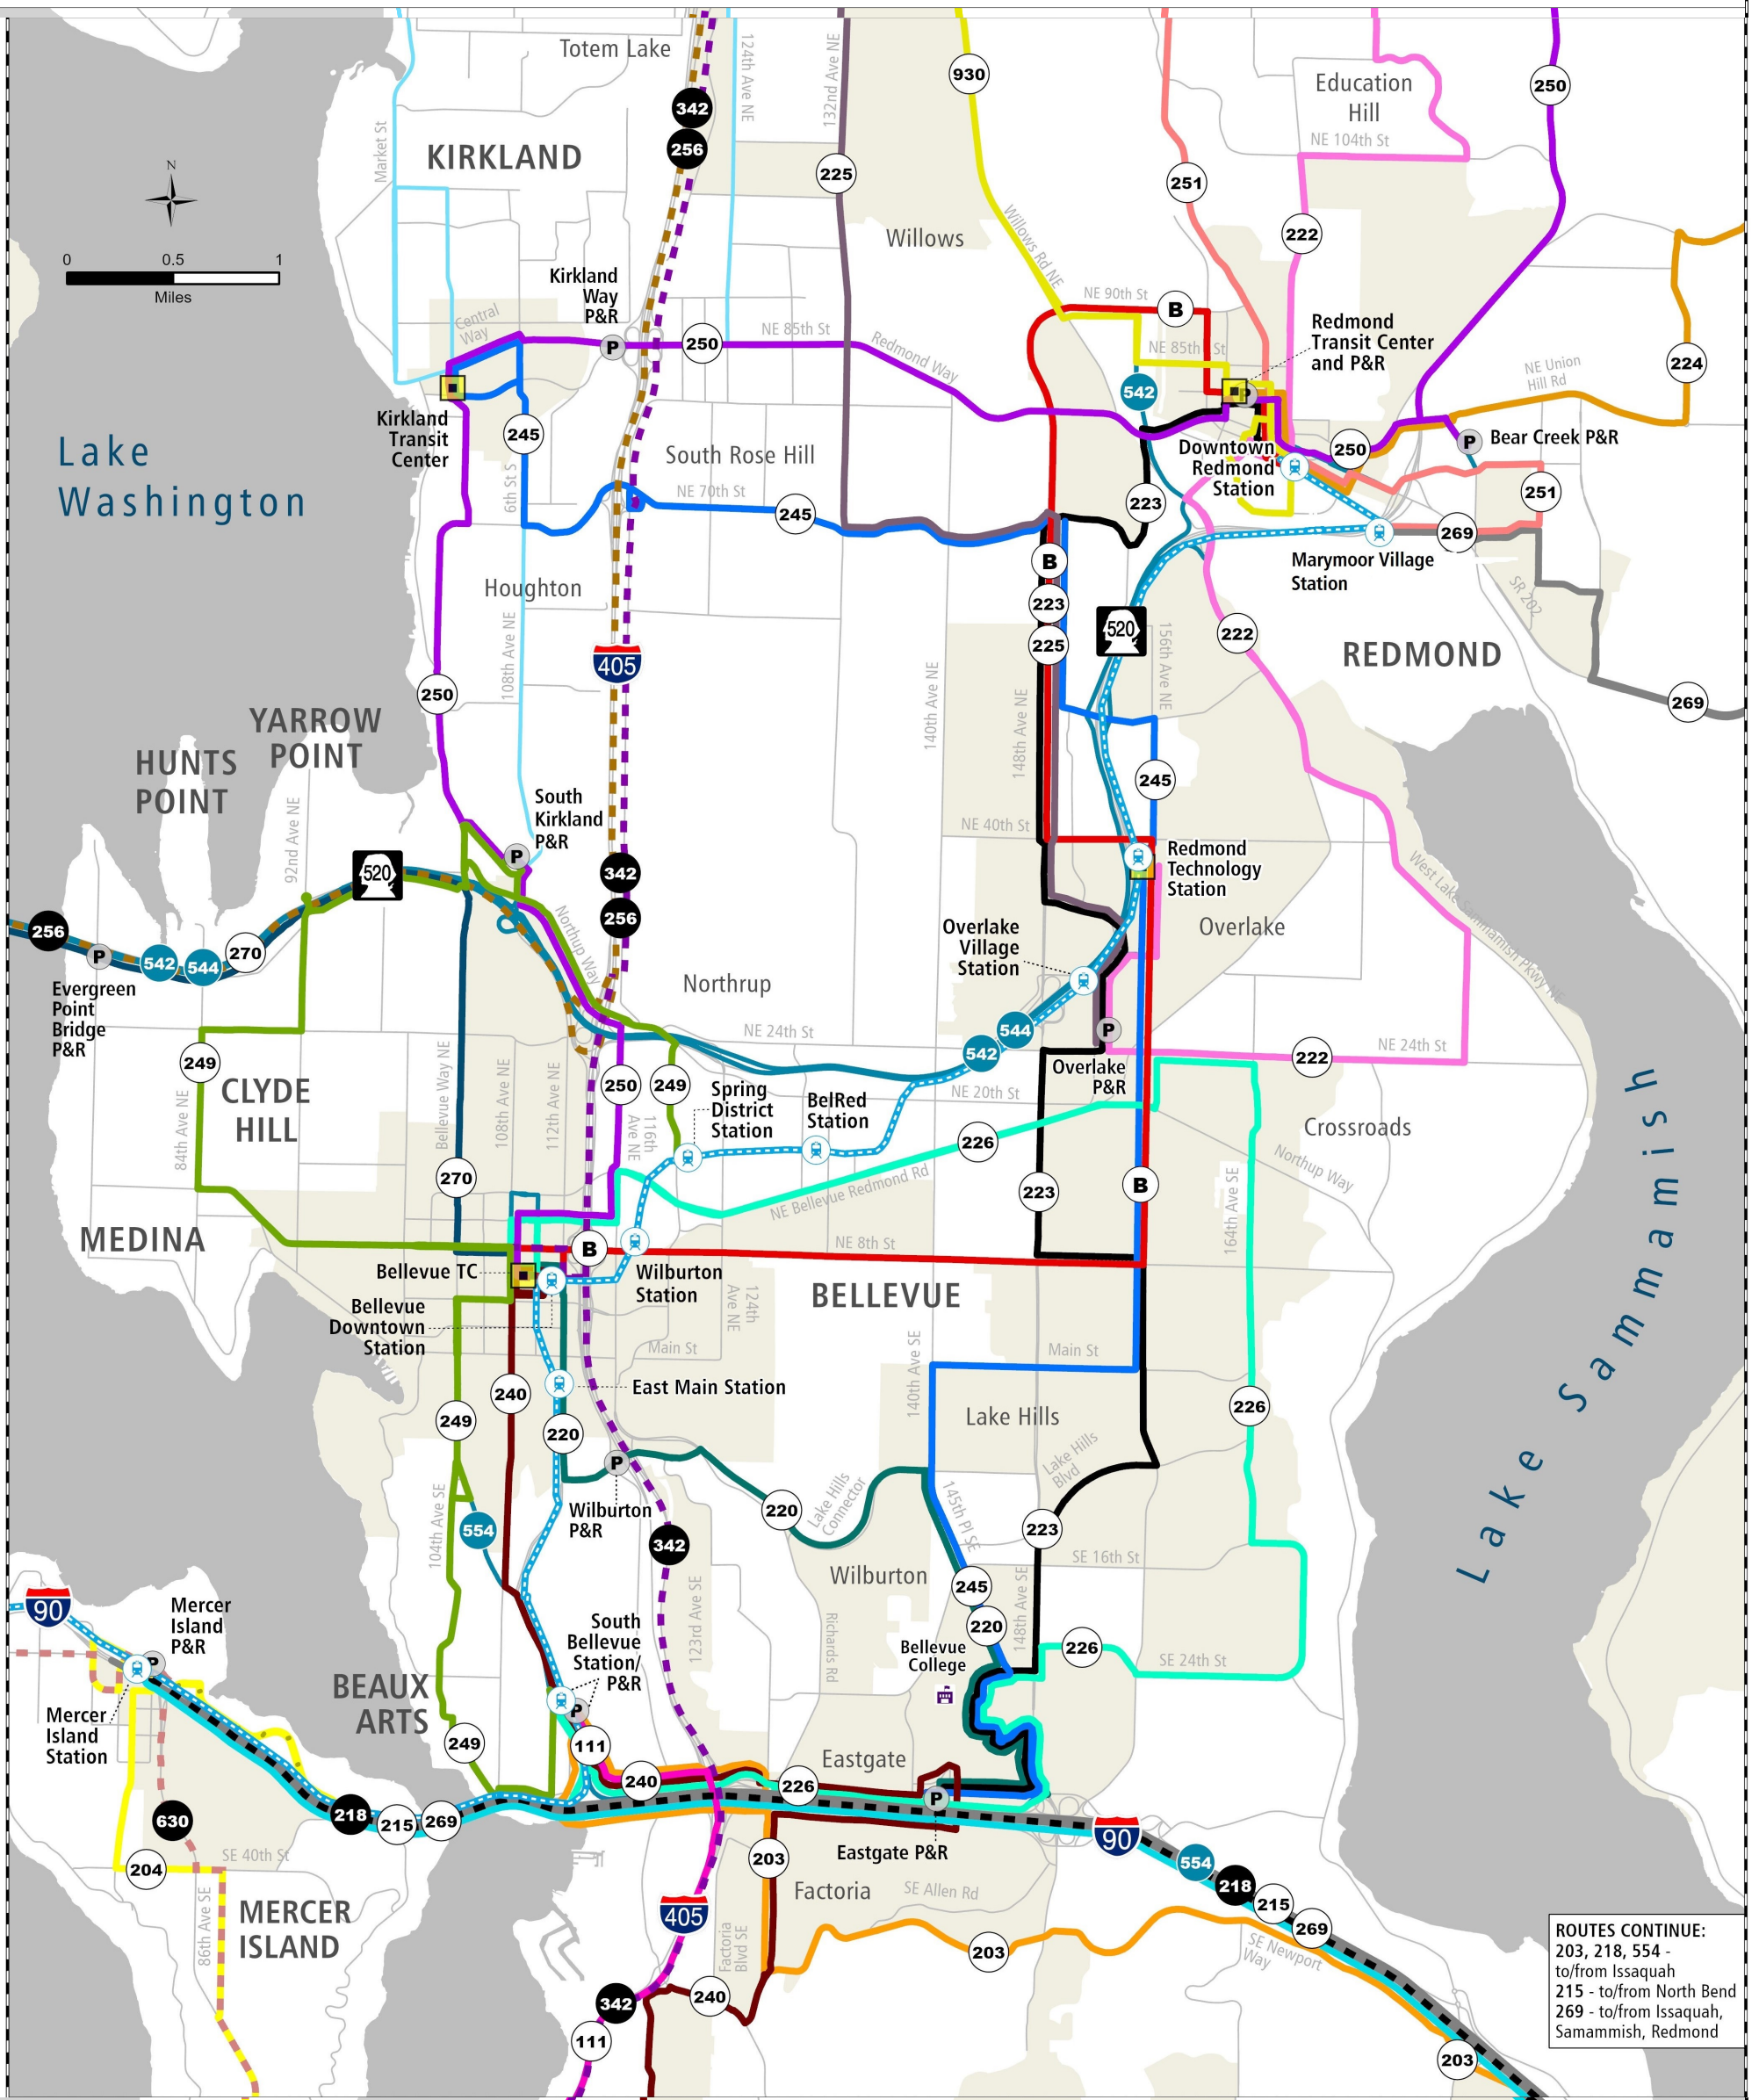 Totem Lake
124th Ave NE
132nd Ave NE
930
Education
Hill
250
342
256
NE 104th St
Market St
KIRKLAND
225
251
222
N
Willows
Willows Rd NE
0 0.5 1
Miles
Kirkland
Way
P&R
NE 90th St
B
Central
Way
P
250
NE 85th St
Redmond Way
NE 85th St
Redmond
Transit Center
and P&R
NE Union
Hill Rd
224
542
P
Kirkland
Transit
Center
245
Lake
Washington
South Rose Hill
Downtown
Redmond
Station
250
P
Bear Creek P&R
6th St S
NE 70th St
245
223
251
269
Marymoor Village
Station
B
223
225
Houghton
SR 202
108th Ave NE
520
156th Ave NE
222
REDMOND
405
250
140th Ave NE
148th Ave NE
269
YARROW
POINT
HUNTS
POINT
245
92nd Ave NE
South
Kirkland
P&R
P
NE 40th St
Redmond
Technology
Station
West Lake Sammamish Pkwy NE
520
342
256
Northup Way
Overlake
Village
Station
Overlake
256
P
542
544
270
Evergreen
Point
Bridge
P&R
Northrup
NE 24th St
544
542
P
Overlake
P&R
222
NE 24th St
249
CLYDE
HILL
84th Ave NE
Bellevue Way NE
108th Ave NE
112th Ave NE
250
249
116th
Ave NE
Spring
District
Station
BelRed
Station
NE 20th St
226
Crossroads
Northup Way
Lake Sammamish
270
NE Bellevue Redmond Rd
223
B
164th Ave SE
MEDINA
B
NE 8th St
Bellevue TC
Wilburton
Station
124th
Ave NE
BELLEVUE
Bellevue
Downtown
Station
Main St
Main St
140th Ave SE
240
East Main Station
249
220
Lake Hills
226
Lake Hills
Blvd
P
Wilburton
P&R
104th Ave SE
554
220
Lake Hills
Connector
145th Pl SE
223
342
SE 16th St
Wilburton
245
90
Mercer
Island
P&R
P
123rd Ave SE
Richards Rd
220
148th Ave SE
South
Bellevue
Station/
P&R
P
Bellevue
College
226
SE 24th St
BEAUX
ARTS
Mercer
Island
Station
249
111
240
Eastgate
226
P
630
218
215
269
90
Eastgate P&R
554
218
215
269
204
SE 40th St
203
Factoria
SE Allen Rd
86th Ave SE
MERCER
ISLAND
405
Factoria
Blvd SE
203
SE Newport
Way
342
240
111
203
ROUTES CONTINUE:
203, 218, 554 -
to/from Issaquah
215 - to/from North Bend
269 - to/from Issaquah,
Samammish, Redmond